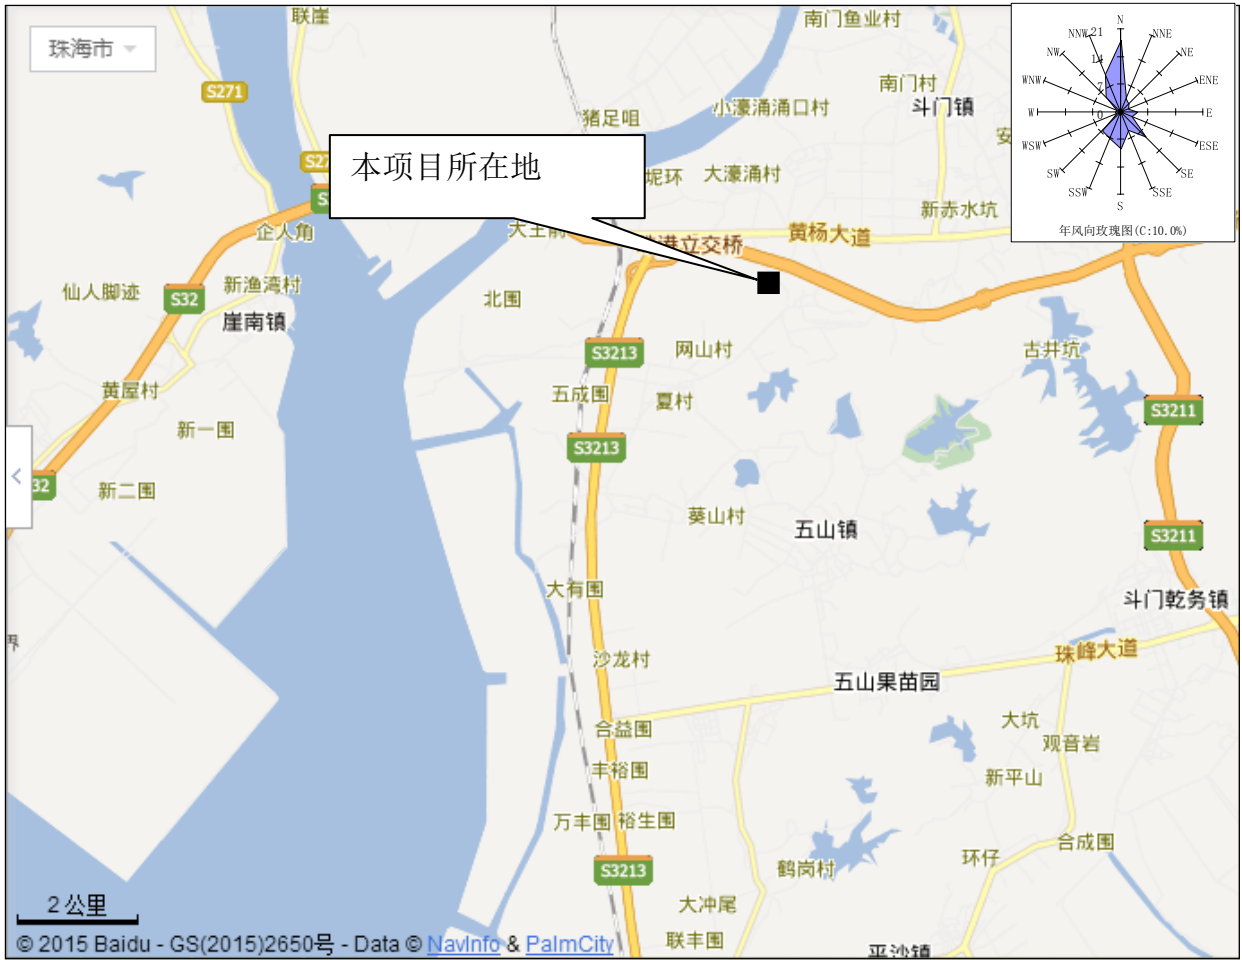 联崖
南门鱼业村
珠海市
S271
猪足咀
小濠涌涌口村
南门村
斗门镇
安
N
NNE
NE
ENE
E
ESE
SE
SSE
S
SSW
SW
WSW
W
WNW
NW
NNW
21
14
7
0
年风向玫瑰图(C:10.0%)
S27
本项目所在地
坭环
大濠涌村
新赤水坑
企人角
港立交桥
黄杨大道
仙人脚迹
S32
新渔湾村
崖南镇
北围
S3213
网山村
古井坑
黄屋村
五成围
夏村
S3211
新一围
S3213
32
新二围
葵山村
五山镇
S3211
大有围
斗门乾务镇
沙龙村
珠峰大道
五山果苗园
合益围
大坑
观音岩
丰裕围
新平山
万丰围
裕生围
合成围
环仔
鹤岗村
S3213
大冲尾
联丰围
平沙镇
2 公里
© 2015 Baidu - GS(2015)2650号 - Data © NavInfo & PalmCity